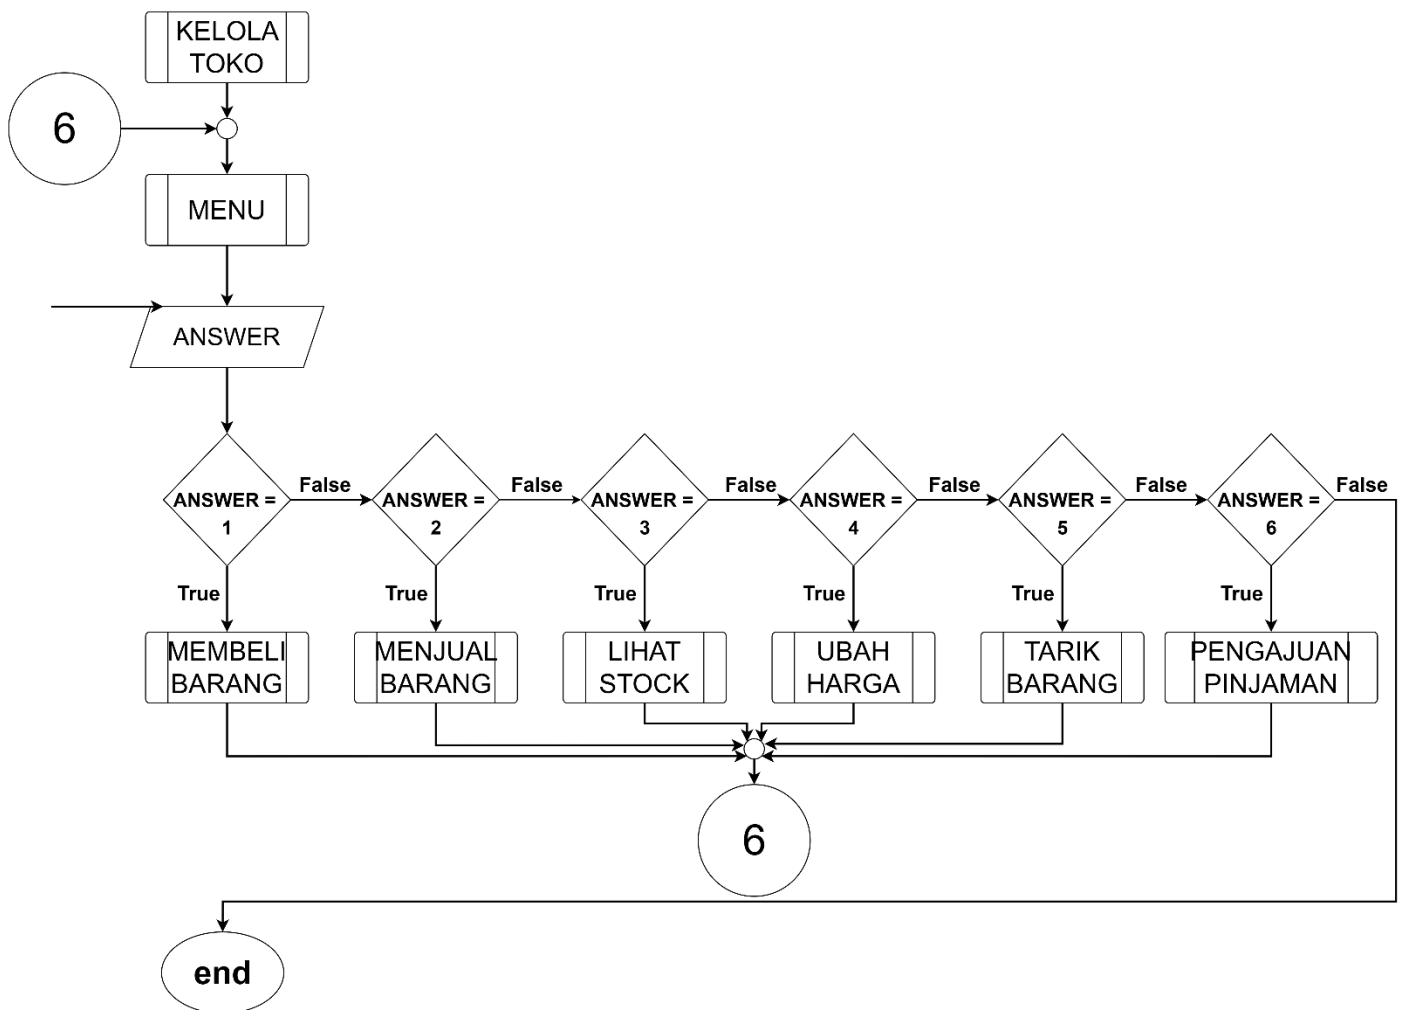 KELOLA
TOKO
6
MENU
ANSWER
ANSWER =
1
False
ANSWER =
2
False
ANSWER =
3
False
ANSWER =
4
False
ANSWER =
5
False
ANSWER =
6
False
True
True
True
True
True
True
MEMBELI
BARANG
MENJUAL
BARANG
LIHAT
STOCK
UBAH
HARGA
TARIK
BARANG
PENGAJUAN
PINJAMAN
6
end